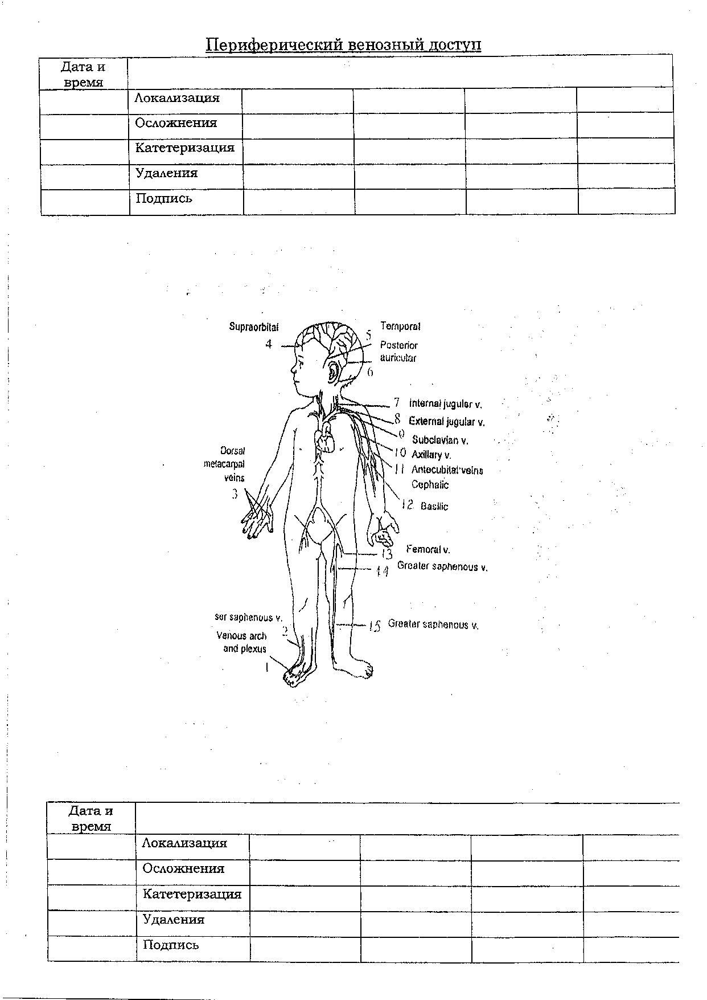 Периферический венозный доступ
Дата и
время
Локализация
Осложнения
Катетеризация
Удаления
Подпись
Supraorbital
4
Temporal
5
Posterior
auricular
6
7 Internal jugular v.
8 External jugular v.
9 Subclavian v.
10 Axillary v.
11 Antecubital veins
Cephalic
12 Basilic
Dorsal
metacarpal
veins
3
13 Femoral v.
14 Greater saphenous v.
ser saphenous v.
2
Venous arch
and plexus
1
15 Greater saphenous v.
Дата и
время
Локализация
Осложнения
Катетеризация
Удаления
Подпись